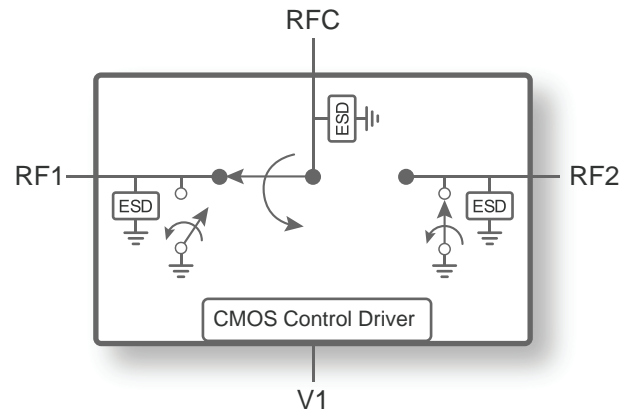 RFC
ESD
RF1
RF2
ESD
ESD
CMOS Control Driver
V1